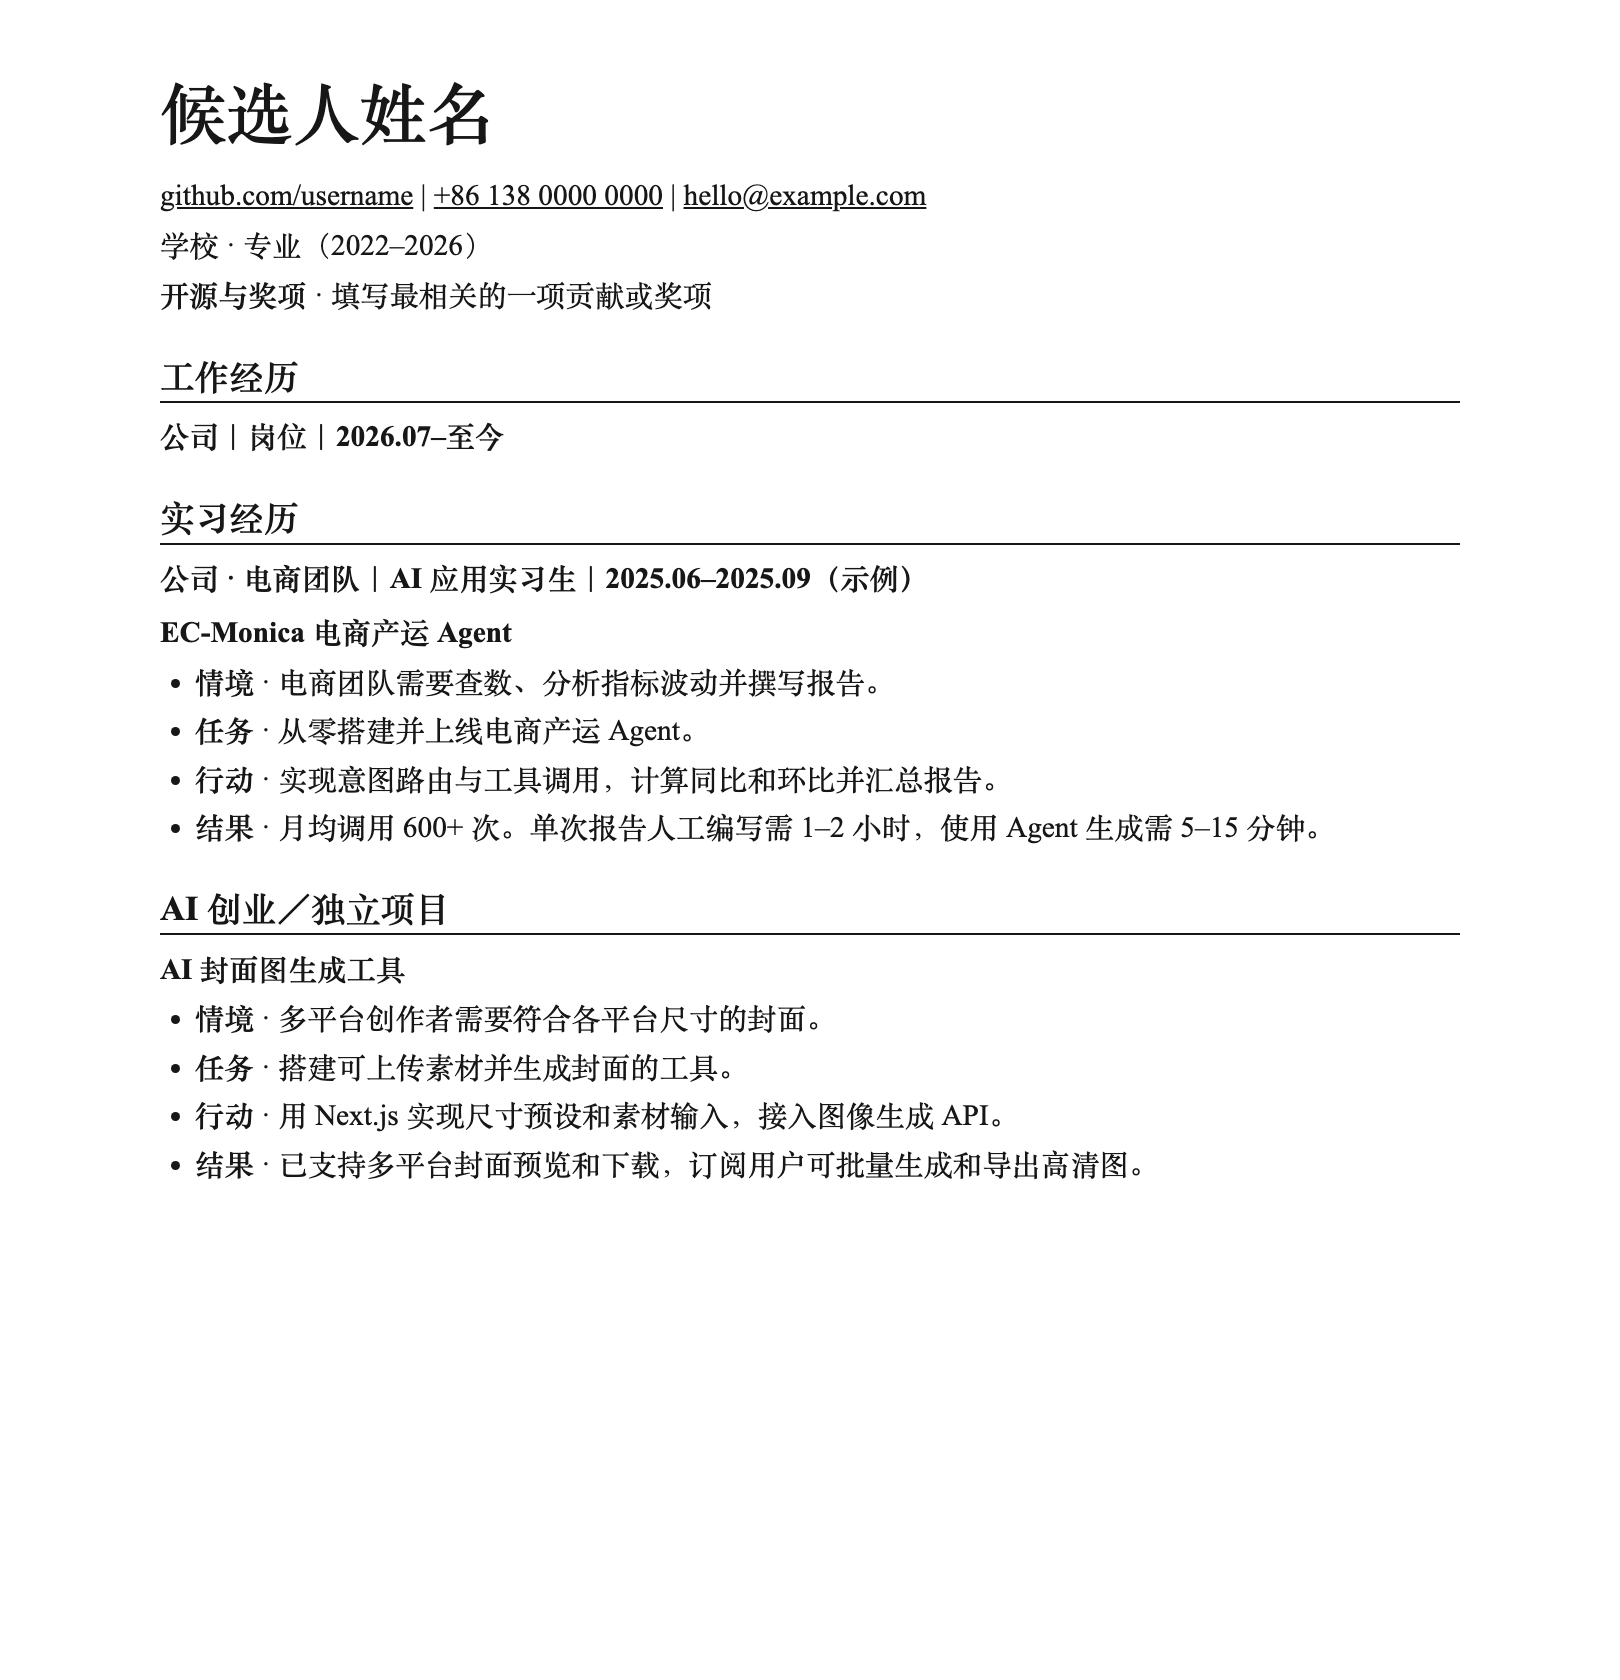 候选人姓名
github.com/username | +86 138 0000 0000 | hello@example.com
学校 · 专业（2022–2026）
开源与奖项 · 填写最相关的一项贡献或奖项
工作经历
公司｜岗位｜2026.07–至今
实习经历
公司 · 电商团队｜AI 应用实习生｜2025.06–2025.09（示例）
EC-Monica 电商产运 Agent
• 情境 · 电商团队需要查数、分析指标波动并撰写报告。
• 任务 · 从零搭建并上线电商产运 Agent。
• 行动 · 实现意图路由与工具调用，计算同比和环比并汇总报告。
• 结果 · 月均调用 600+ 次。单次报告人工编写需 1–2 小时，使用 Agent 生成需 5–15 分钟。
AI 创业／独立项目
AI 封面图生成工具
• 情境 · 多平台创作者需要符合各平台尺寸的封面。
• 任务 · 搭建可上传素材并生成封面的工具。
• 行动 · 用 Next.js 实现尺寸预设和素材输入，接入图像生成 API。
• 结果 · 已支持多平台封面预览和下载，订阅用户可批量生成和导出高清图。